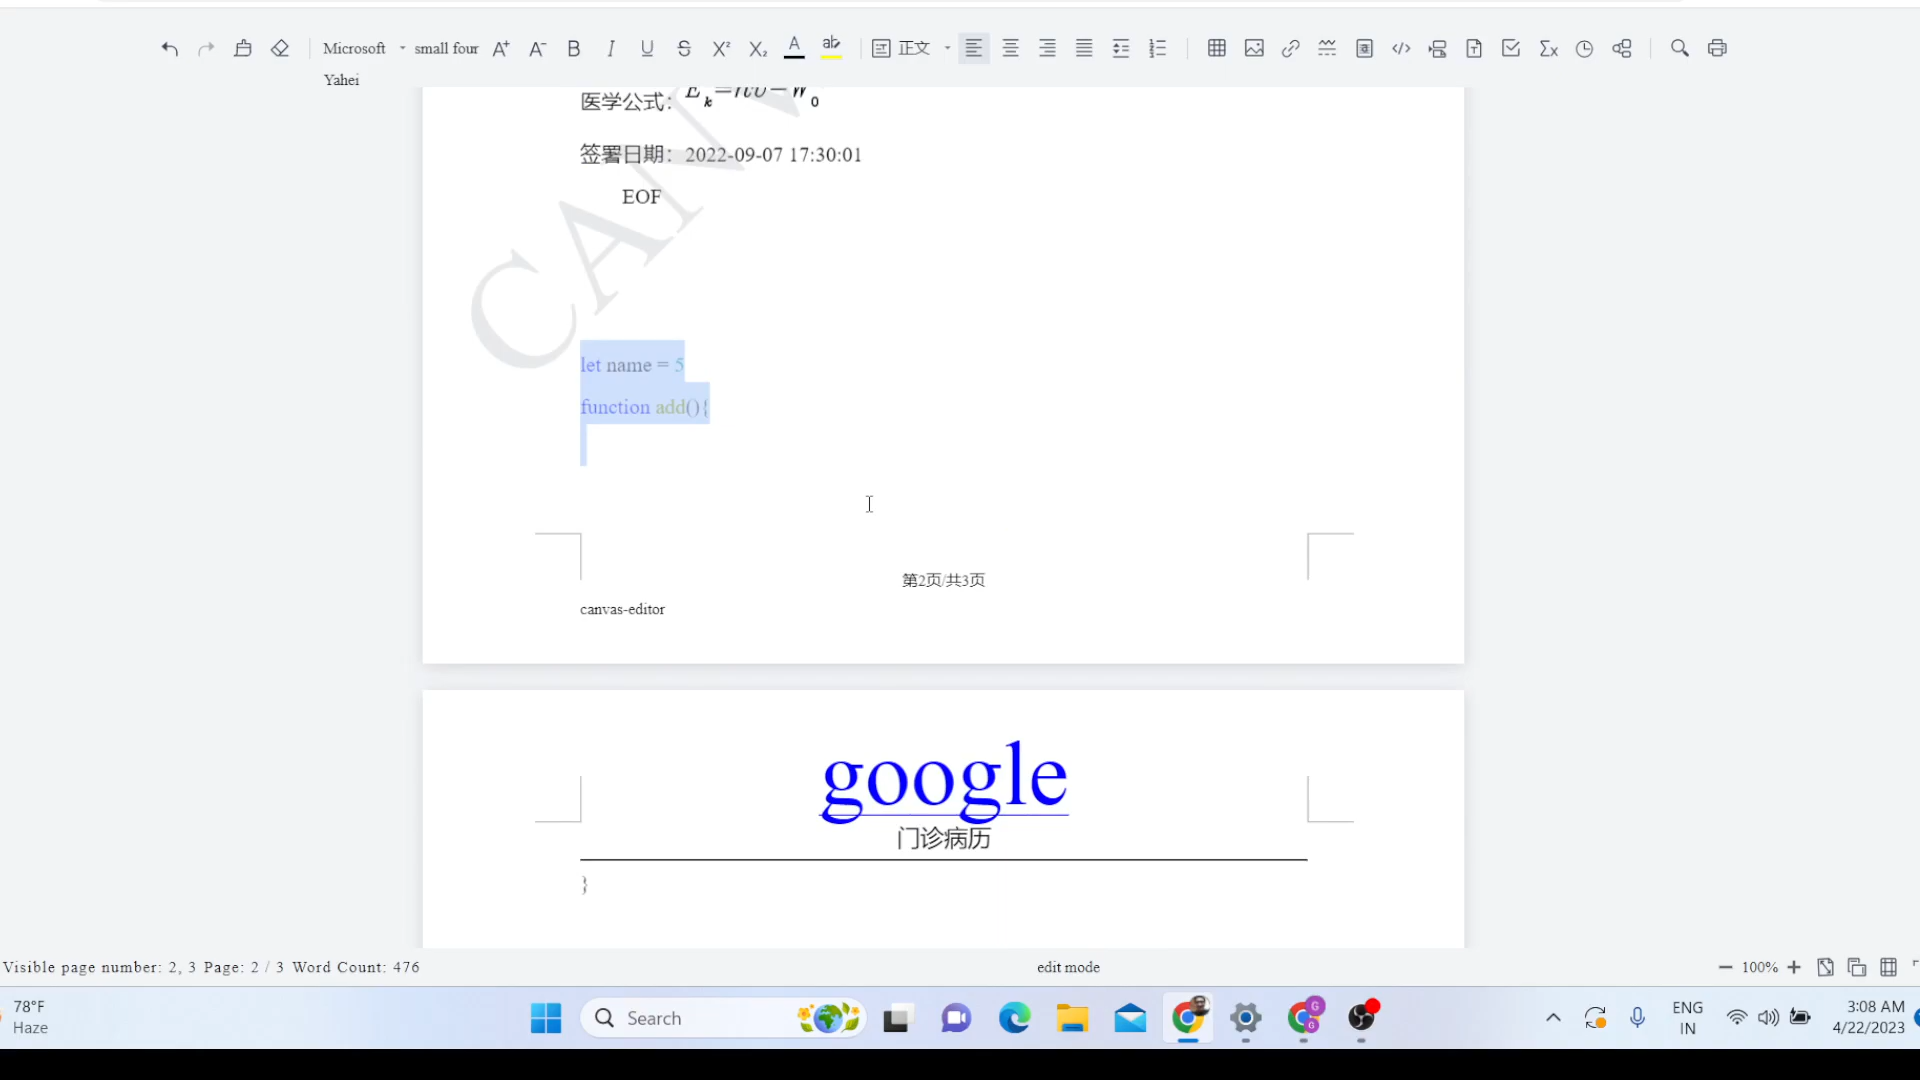 Microsoft Yahei small four 正文
医学公式：
签署日期：2022-09-07 17:30:01
EOF
CANV
let name = 5
function add(){
第2页/共3页
canvas-editor
google
门诊病历
}
Visible page number: 2, 3 Page: 2 / 3 Word Count: 476 edit mode 100%
78°F
Haze
Search
ENG
IN
3:08 AM
4/22/2023